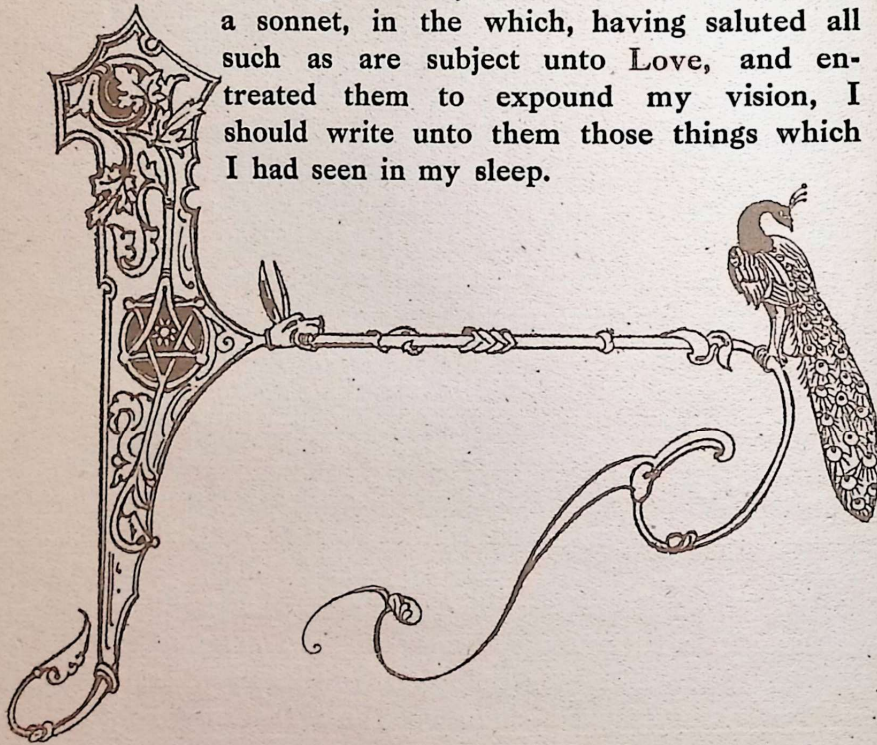 a sonnet, in the which, having saluted all
such as are subject unto Love, and en-
treated them to expound my vision, I
should write unto them those things which
I had seen in my sleep.